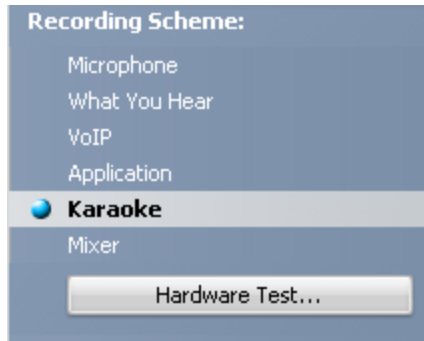 Recording Scheme:
Microphone
What You Hear
VoIP
Application
Karaoke
Mixer
Hardware Test...